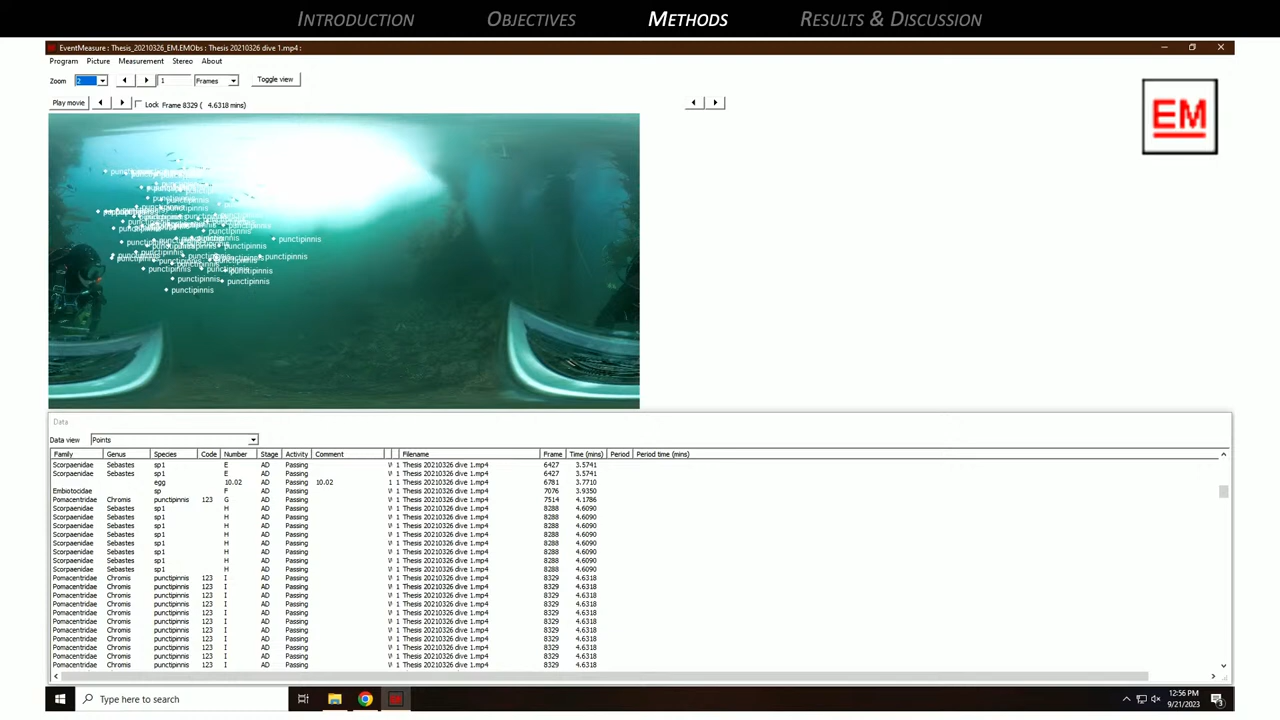 INTRODUCTION OBJECTIVES METHODS RESULTS & DISCUSSION
EventMeasure : Thesis_20210326_EM.EMObs : Thesis 20210326 dive 1.mp4 :
Program Picture Measurement Stereo About
Zoom 2 1 Frames Toggle view
Play movie Lock Frame 8329 ( 4.6318 mins)
EM
punctipinnis
punctipinnis
punctipinnis
punctipinnis
punctipinnis
punctipinnis
punctipinnis
punctipinnis
punctipinnis
Data
Data view Points
Family Genus Species Code Number Stage Activity Comment Filename Frame Time (mins) Period Period time (mins)
Scorpaenidae Sebastes sp1 E AD Passing 1 Thesis 20210326 dive 1.mp4 6427 3.5741
Scorpaenidae Sebastes sp1 E AD Passing 1 Thesis 20210326 dive 1.mp4 6427 3.5741
egg 10.02 AD Passing 10.02 1 Thesis 20210326 dive 1.mp4 6781 3.7710
Embiotocidae sp F AD Passing 1 Thesis 20210326 dive 1.mp4 7076 3.9350
Pomacentridae Chromis punctipinnis 123 G AD Passing 1 Thesis 20210326 dive 1.mp4 7514 4.1786
Scorpaenidae Sebastes sp1 H AD Passing 1 Thesis 20210326 dive 1.mp4 8288 4.6090
Scorpaenidae Sebastes sp1 H AD Passing 1 Thesis 20210326 dive 1.mp4 8288 4.6090
Scorpaenidae Sebastes sp1 H AD Passing 1 Thesis 20210326 dive 1.mp4 8288 4.6090
Scorpaenidae Sebastes sp1 H AD Passing 1 Thesis 20210326 dive 1.mp4 8288 4.6090
Scorpaenidae Sebastes sp1 H AD Passing 1 Thesis 20210326 dive 1.mp4 8288 4.6090
Scorpaenidae Sebastes sp1 H AD Passing 1 Thesis 20210326 dive 1.mp4 8288 4.6090
Scorpaenidae Sebastes sp1 H AD Passing 1 Thesis 20210326 dive 1.mp4 8288 4.6090
Scorpaenidae Sebastes sp1 H AD Passing 1 Thesis 20210326 dive 1.mp4 8288 4.6090
Pomacentridae Chromis punctipinnis 123 I AD Passing 1 Thesis 20210326 dive 1.mp4 8329 4.6318
Pomacentridae Chromis punctipinnis 123 I AD Passing 1 Thesis 20210326 dive 1.mp4 8329 4.6318
Pomacentridae Chromis punctipinnis 123 I AD Passing 1 Thesis 20210326 dive 1.mp4 8329 4.6318
Pomacentridae Chromis punctipinnis 123 I AD Passing 1 Thesis 20210326 dive 1.mp4 8329 4.6318
Pomacentridae Chromis punctipinnis 123 I AD Passing 1 Thesis 20210326 dive 1.mp4 8329 4.6318
Pomacentridae Chromis punctipinnis 123 I AD Passing 1 Thesis 20210326 dive 1.mp4 8329 4.6318
Pomacentridae Chromis punctipinnis 123 I AD Passing 1 Thesis 20210326 dive 1.mp4 8329 4.6318
Pomacentridae Chromis punctipinnis 123 I AD Passing 1 Thesis 20210326 dive 1.mp4 8329 4.6318
Pomacentridae Chromis punctipinnis 123 I AD Passing 1 Thesis 20210326 dive 1.mp4 8329 4.6318
Pomacentridae Chromis punctipinnis 123 I AD Passing 1 Thesis 20210326 dive 1.mp4 8329 4.6318
Pomacentridae Chromis punctipinnis 123 I AD Passing 1 Thesis 20210326 dive 1.mp4 8329 4.6318
Type here to search
12:56 PM
9/21/2023
3